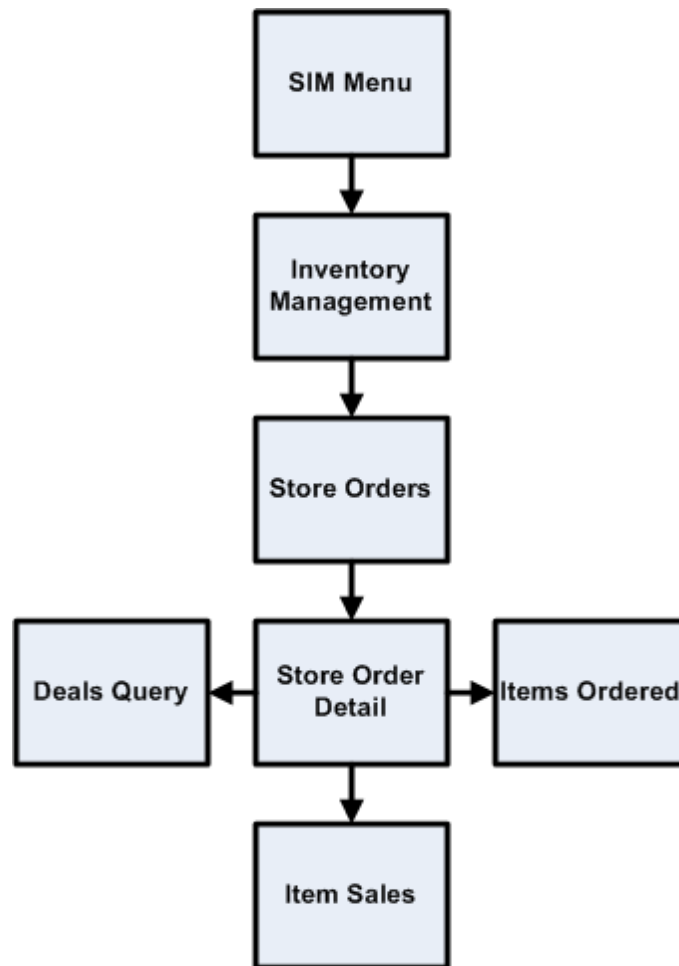 SIM Menu
Inventory
Management
Store Orders
Deals Query
Store Order
Detail
Items Ordered
Item Sales